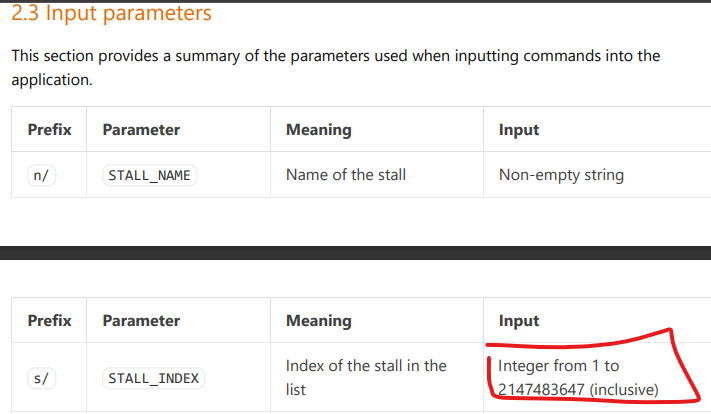 2.3 Input parameters
This section provides a summary of the parameters used when inputting commands into the
application.
Prefix Parameter Meaning Input
n/ STALL_NAME Name of the stall Non-empty string
Prefix Parameter Meaning Input
s/ STALL_INDEX Index of the stall in the list Integer from 1 to 2147483647 (inclusive)